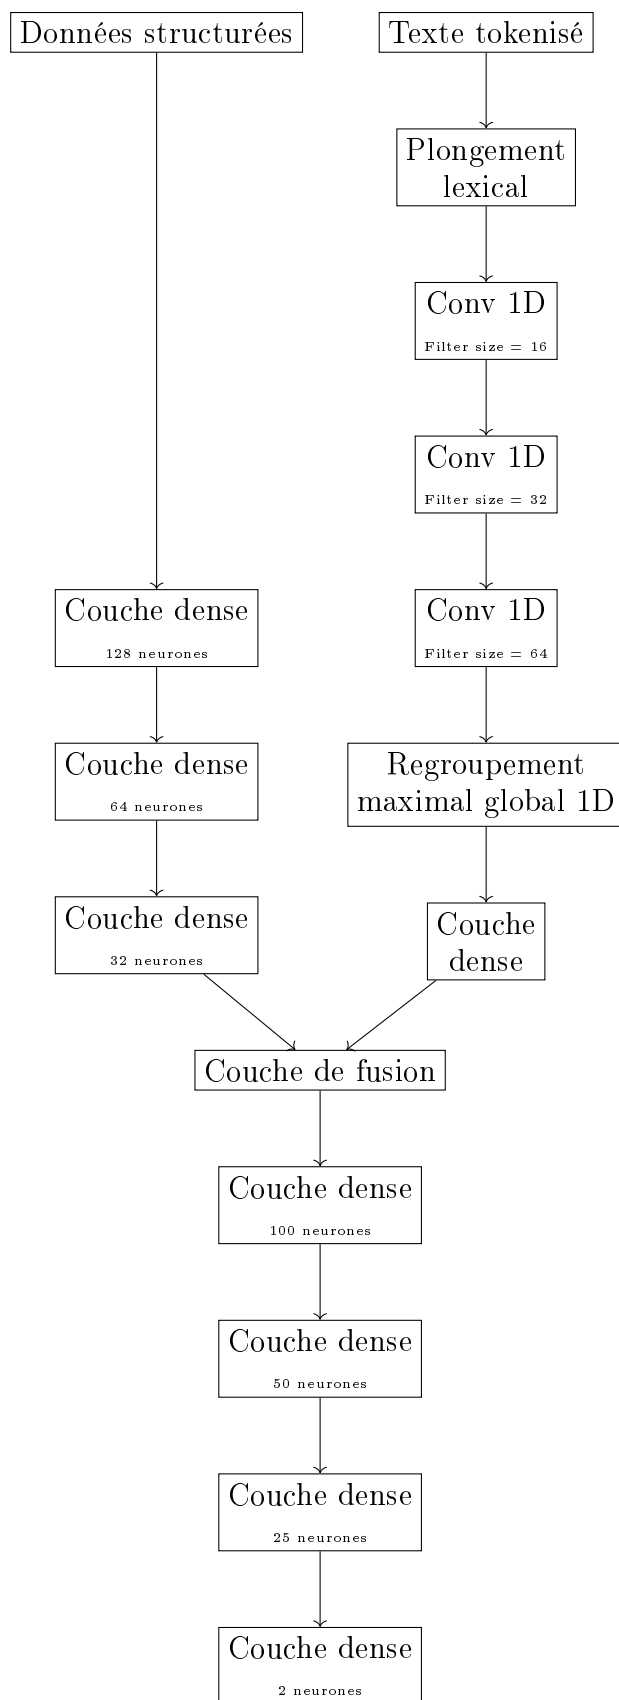 Données structurées
Texte tokenisé
Plongement
lexical
Conv 1D
Filter size = 16
Conv 1D
Filter size = 32
Couche dense
128 neurones
Conv 1D
Filter size = 64
Couche dense
64 neurones
Regroupement
maximal global 1D
Couche dense
32 neurones
Couche
dense
Couche de fusion
Couche dense
100 neurones
Couche dense
50 neurones
Couche dense
25 neurones
Couche dense
2 neurones